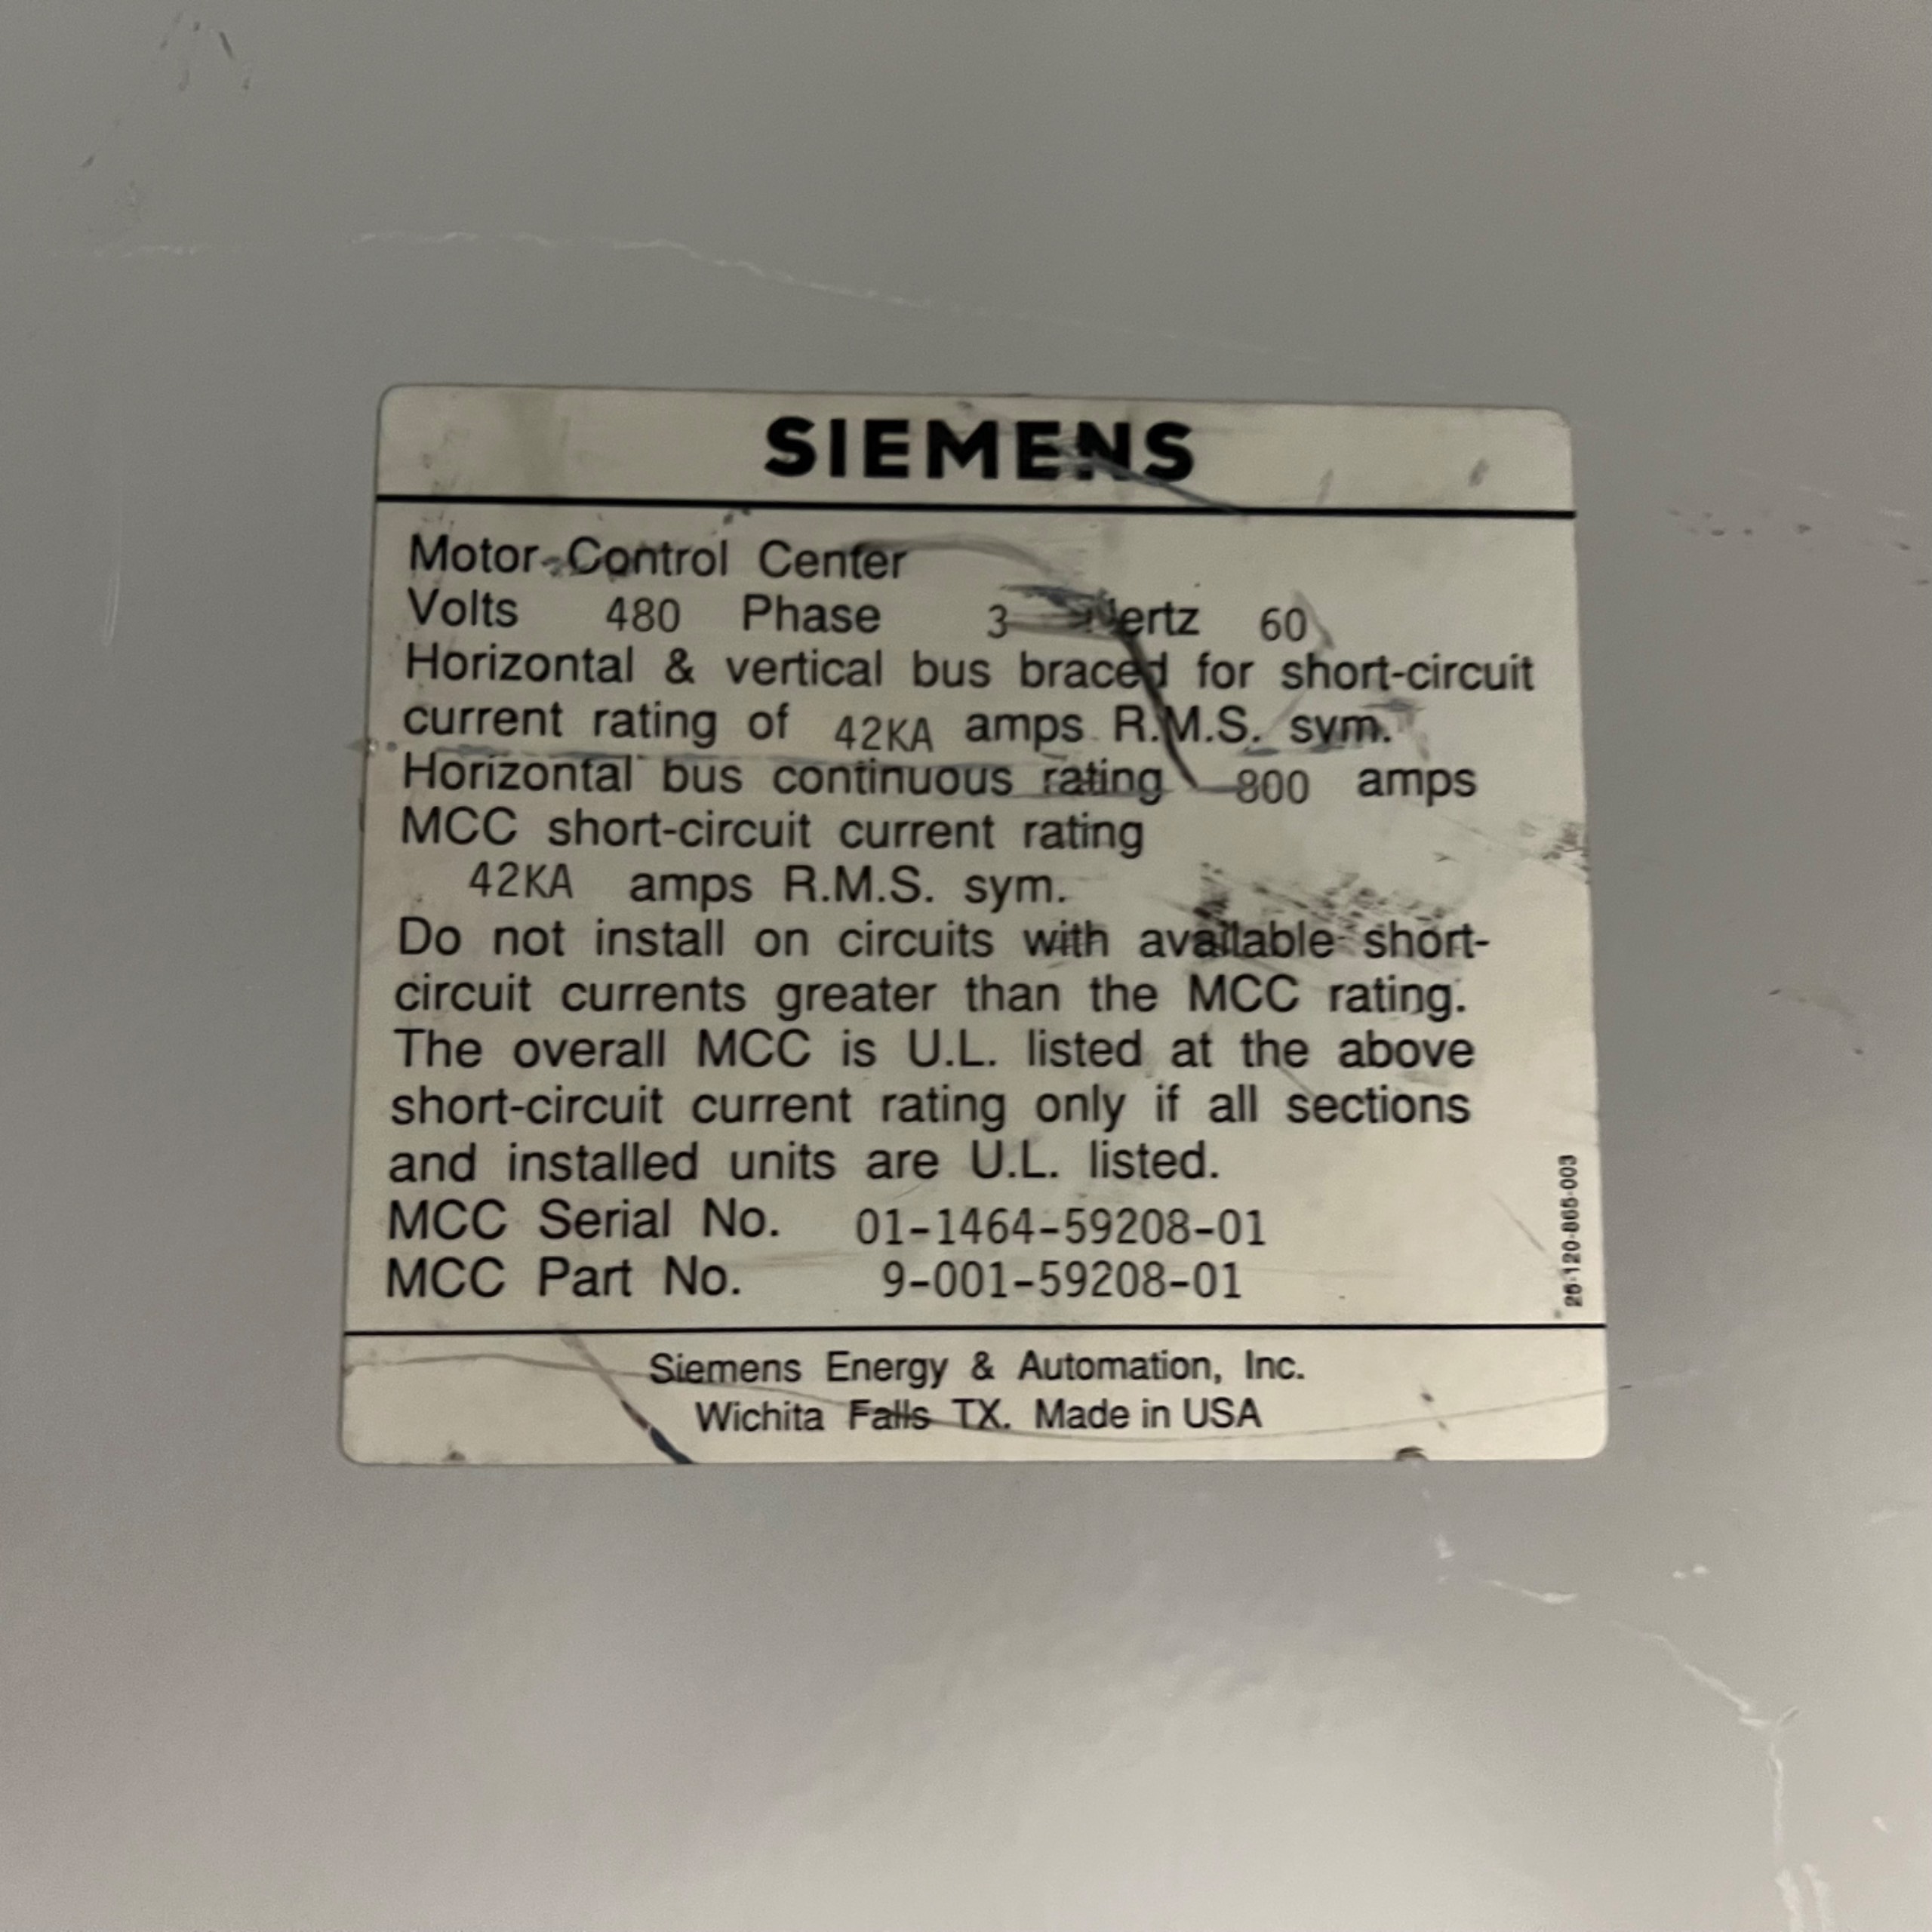 SIEMENS
Motor Control Center
Volts 480 Phase 3 Hertz 60
Horizontal & vertical bus braced for short-circuit
current rating of 42KA amps R.M.S. sym.
Horizontal bus continuous rating 800 amps
MCC short-circuit current rating
42KA amps R.M.S. sym.
Do not install on circuits with available short-
circuit currents greater than the MCC rating.
The overall MCC is U.L. listed at the above
short-circuit current rating only if all sections
and installed units are U.L. listed.
MCC Serial No. 01-1464-59208-01
MCC Part No. 9-001-59208-01
25-120-865-003
Siemens Energy & Automation, Inc.
Wichita Falls TX. Made in USA